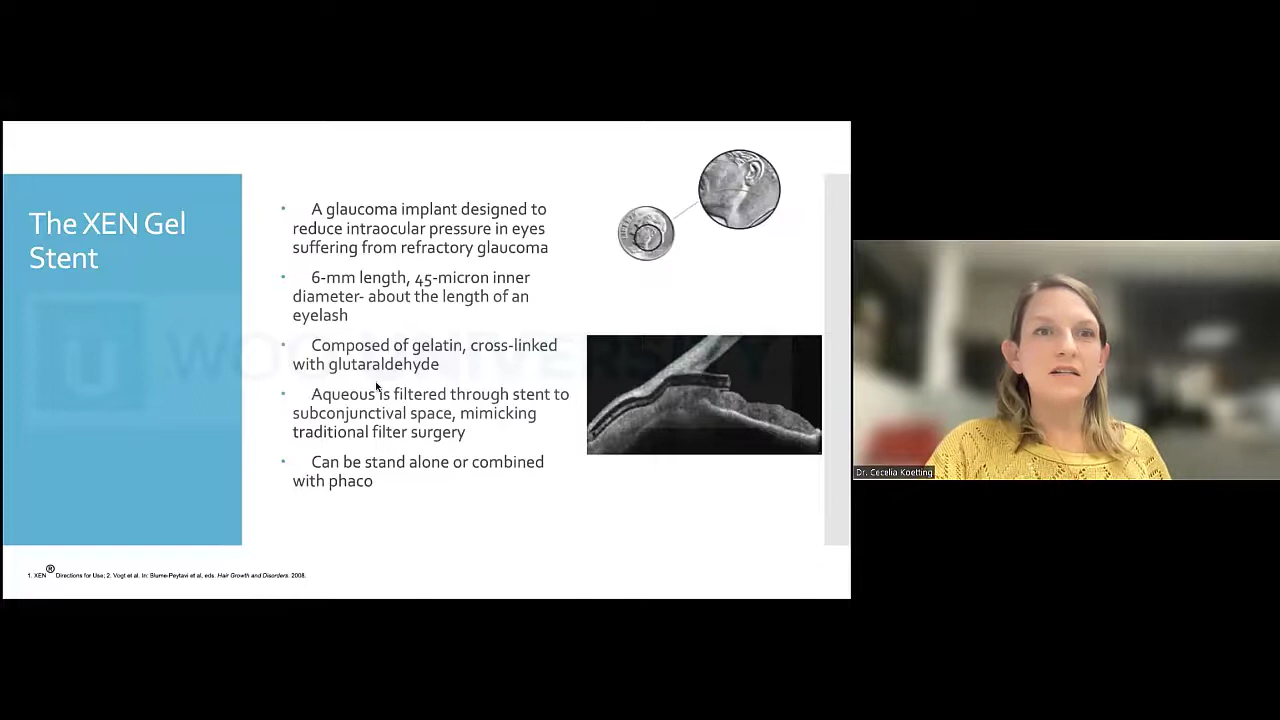 The XEN Gel
Stent
• A glaucoma implant designed to
reduce intraocular pressure in eyes
suffering from refractory glaucoma
• 6-mm length, 45-micron inner
diameter- about the length of an
eyelash
• Composed of gelatin, cross-linked
with glutaraldehyde
• Aqueous is filtered through stent to
subconjunctival space, mimicking
traditional filter surgery
• Can be stand alone or combined
with phaco
1. XEN® Directions for Use; 2. Vogt et al. In: Blume-Peytavi et al, eds. Hair Growth and Disorders. 2008.
Dr. Cecelia Koetting